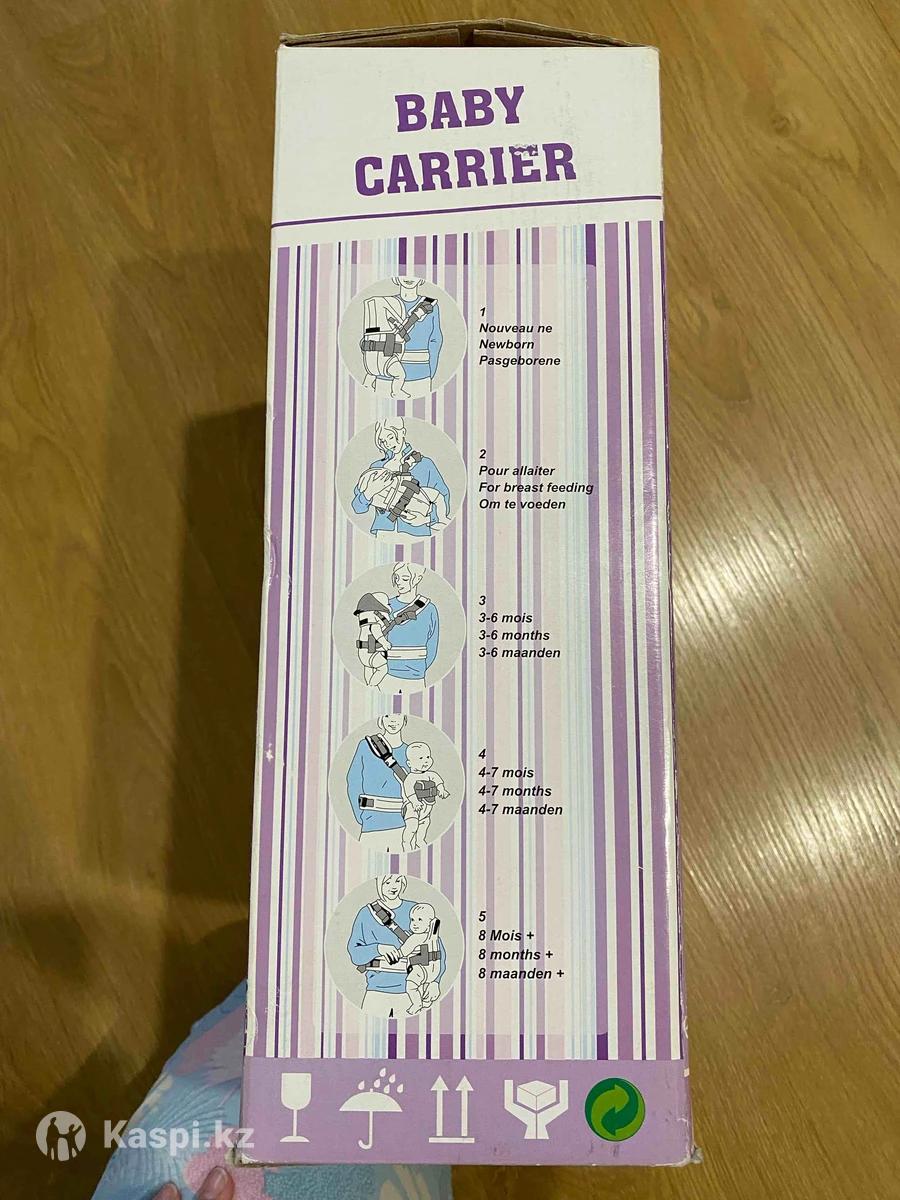 BABY
CARRIER
1
Nouveau ne
Newborn
Pasgeborene
2
Pour allaiter
For breast feeding
Om te voeden
3
3-6 mois
3-6 months
3-6 maanden
4
4-7 mois
4-7 months
4-7 maanden
5
8 Mois +
8 months +
8 maanden +
Kaspi.kz